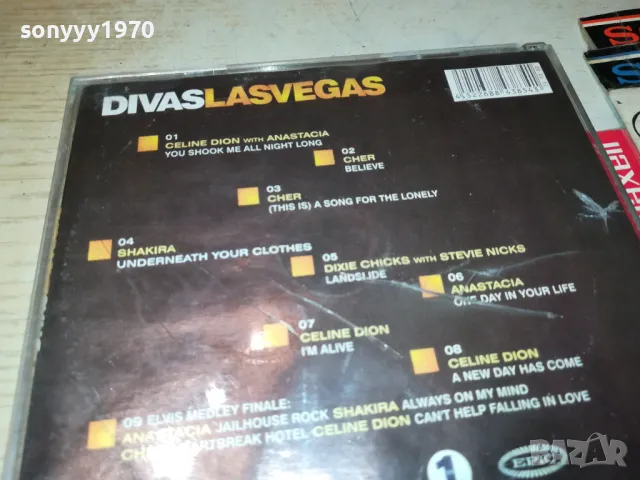 sonyyy1970
DIVASLASVEGAS
01
CELINE DION WITH ANASTACIA
YOU SHOOK ME ALL NIGHT LONG
02
CHER
BELIEVE
03
CHER
(THIS IS) A SONG FOR THE LONELY
04
SHAKIRA
UNDERNEATH YOUR CLOTHES
05
DIXIE CHICKS WITH STEVIE NICKS
LANDSLIDE
06
ANASTACIA
ONE DAY IN YOUR LIFE
07
CELINE DION
I'M ALIVE
08
CELINE DION
A NEW DAY HAS COME
09 ELVIS MEDLEY FINALE:
ANASTACIA JAILHOUSE ROCK SHAKIRA ALWAYS ON MY MIND
CHER HEARTBREAK HOTEL CELINE DION CAN'T HELP FALLING IN LOVE
1
EPIC
BAZAR
bg